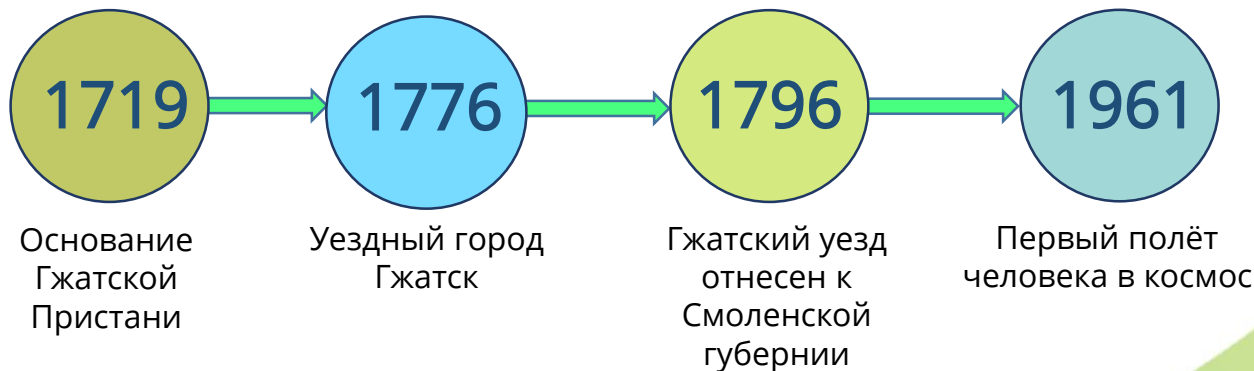 1719
1776
1796
1961
Основание
Гжатской
Пристани
Уездный город
Гжатск
Гжатский уезд
отнесен к
Смоленской
губернии
Первый полёт
человека в космос